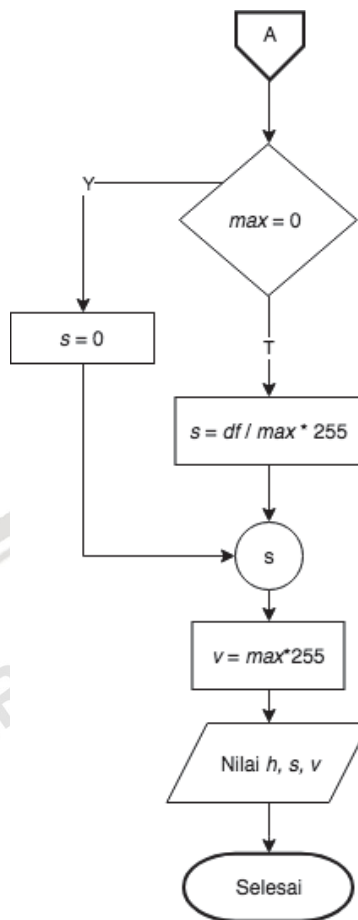 A
max = 0
Y
s = 0
T
s = df / max * 255
s
v = max*255
Nilai h, s, v
Selesai